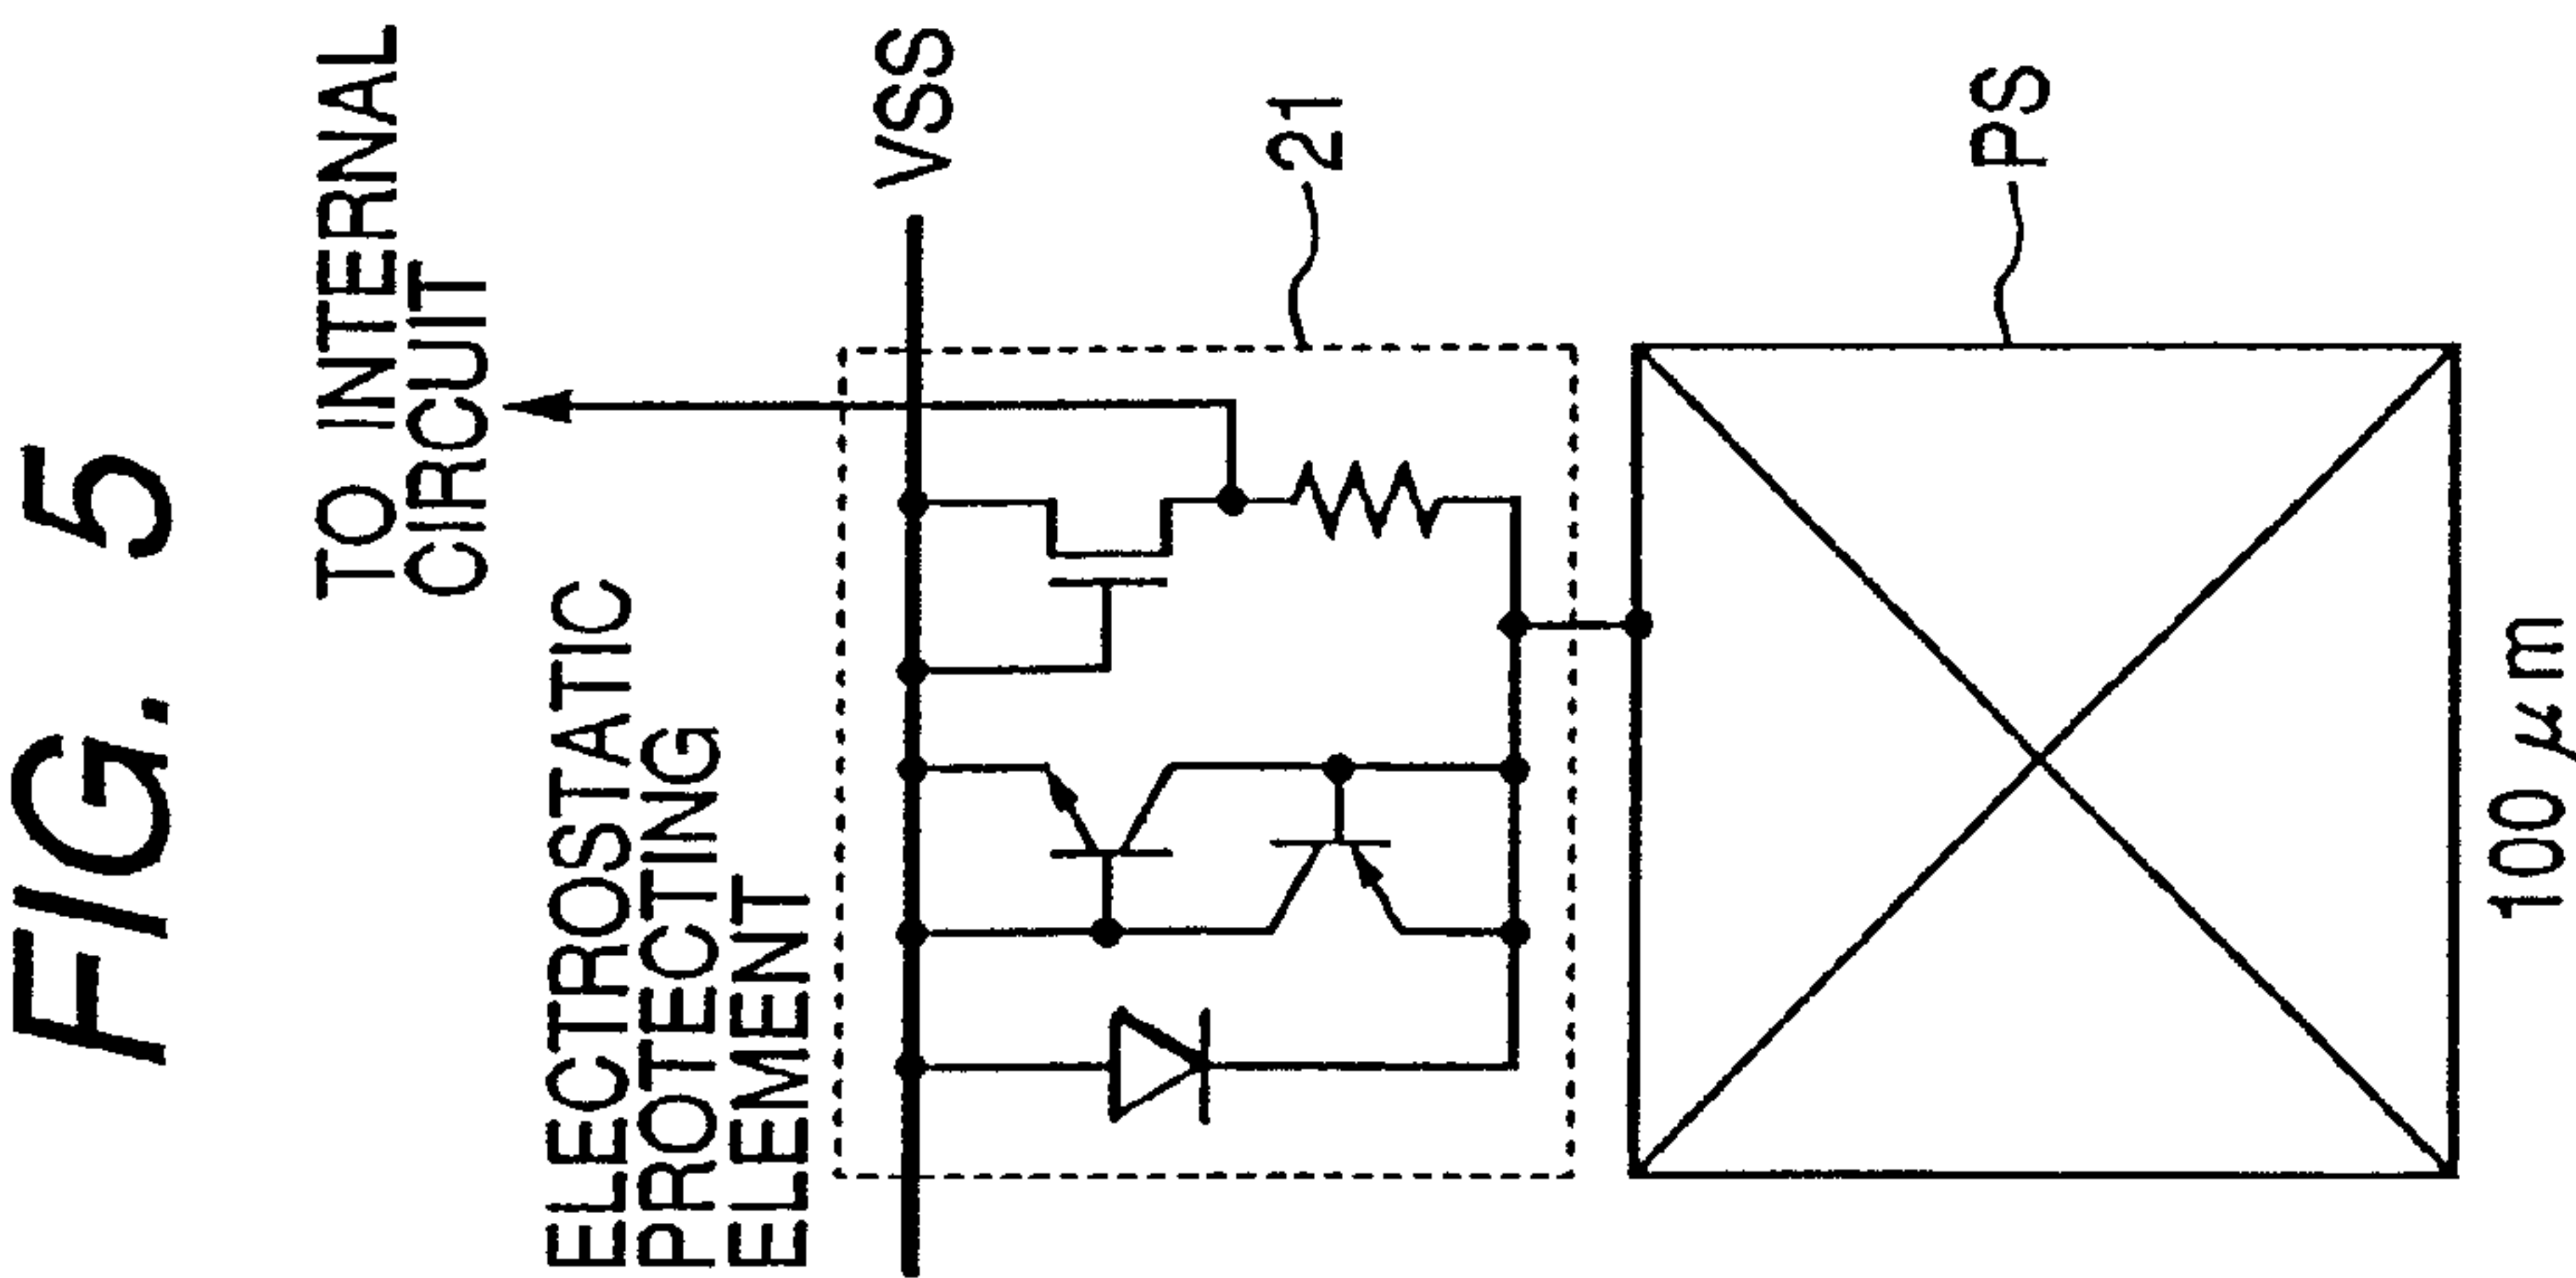 FIG. 5
TO INTERNAL
CIRCUIT
ELECTROSTATIC
PROTECTING
ELEMENT
VSS
21
PS
100 μm